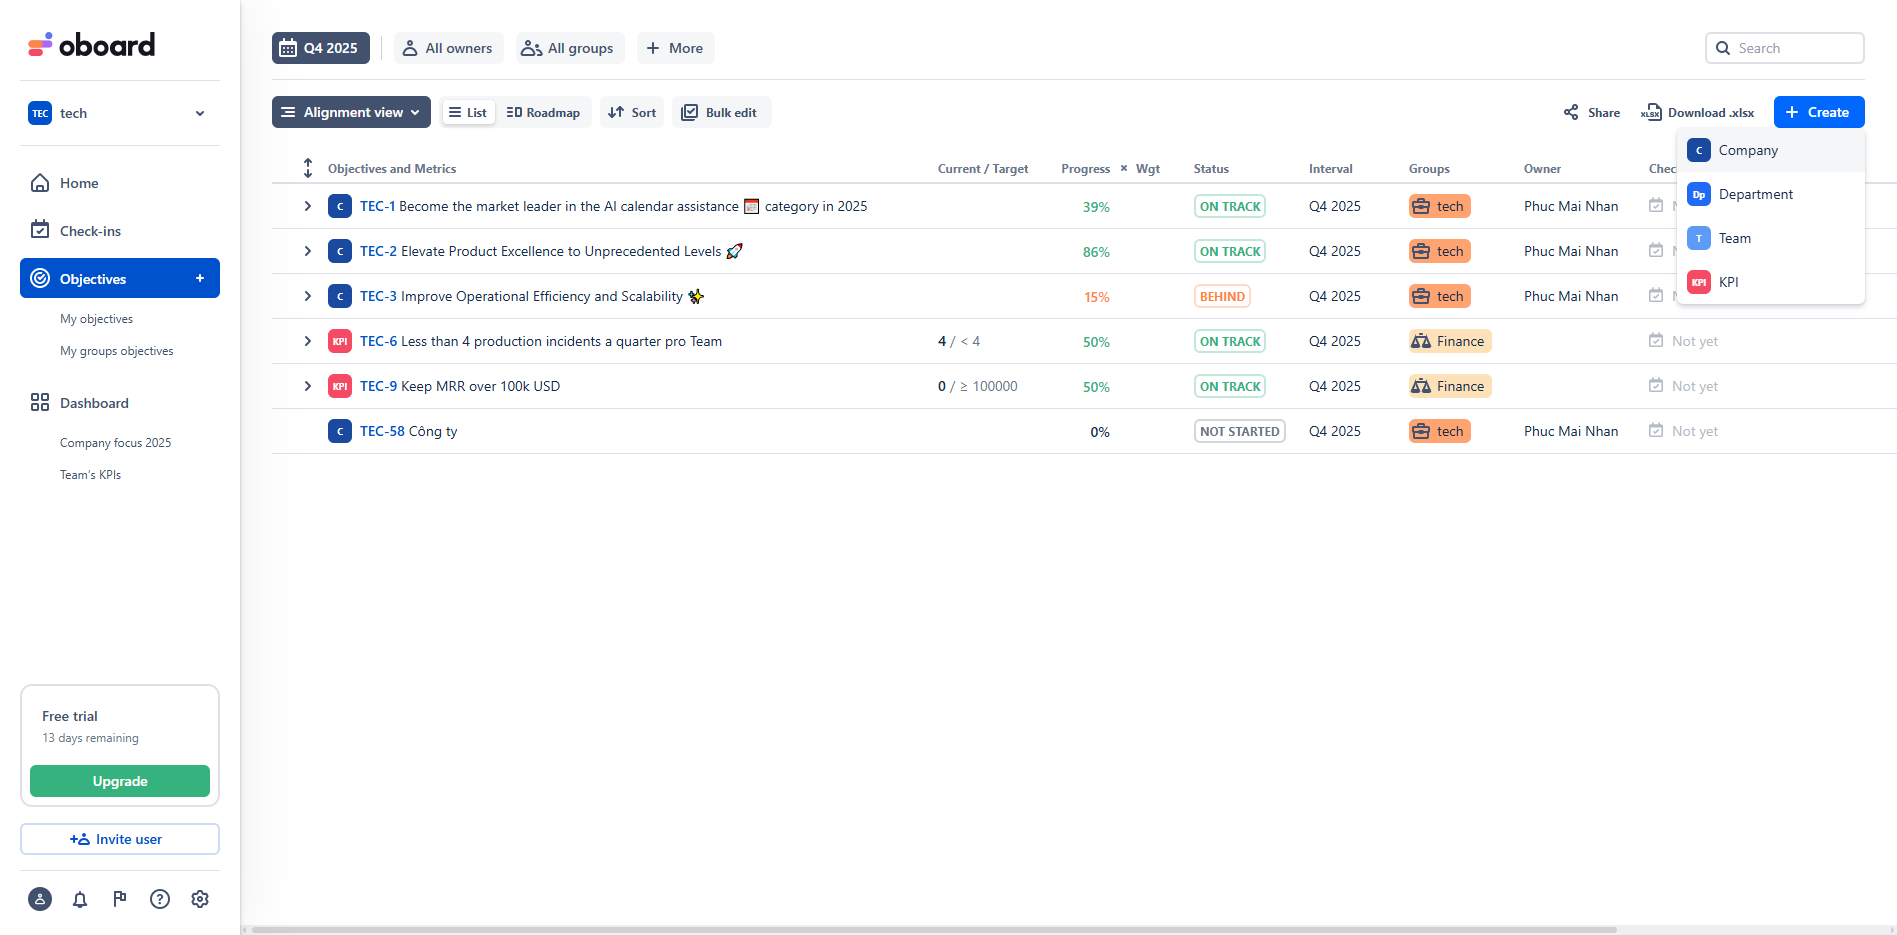 oboard
TEC tech
Home
Check-ins
Objectives +
My objectives
My groups objectives
Dashboard
Company focus 2025
Team's KPIs
Free trial
13 days remaining
Upgrade
Invite user
Q4 2025 All owners All groups + More Search
Alignment view List Roadmap Sort Bulk edit Share XLSX Download .xlsx + Create
C Company
Dp Department
T Team
KPI KPI
Objectives and Metrics Current / Target Progress × Wgt Status Interval Groups Owner Chec
C TEC-1 Become the market leader in the AI calendar assistance category in 2025 39% ON TRACK Q4 2025 tech Phuc Mai Nhan
C TEC-2 Elevate Product Excellence to Unprecedented Levels 86% ON TRACK Q4 2025 tech Phuc Mai Nhan
C TEC-3 Improve Operational Efficiency and Scalability 15% BEHIND Q4 2025 tech Phuc Mai Nhan
KPI TEC-6 Less than 4 production incidents a quarter pro Team 4 / < 4 50% ON TRACK Q4 2025 Finance Not yet
KPI TEC-9 Keep MRR over 100k USD 0 / ≥ 100000 50% ON TRACK Q4 2025 Finance Not yet
C TEC-58 Công ty 0% NOT STARTED Q4 2025 tech Phuc Mai Nhan Not yet